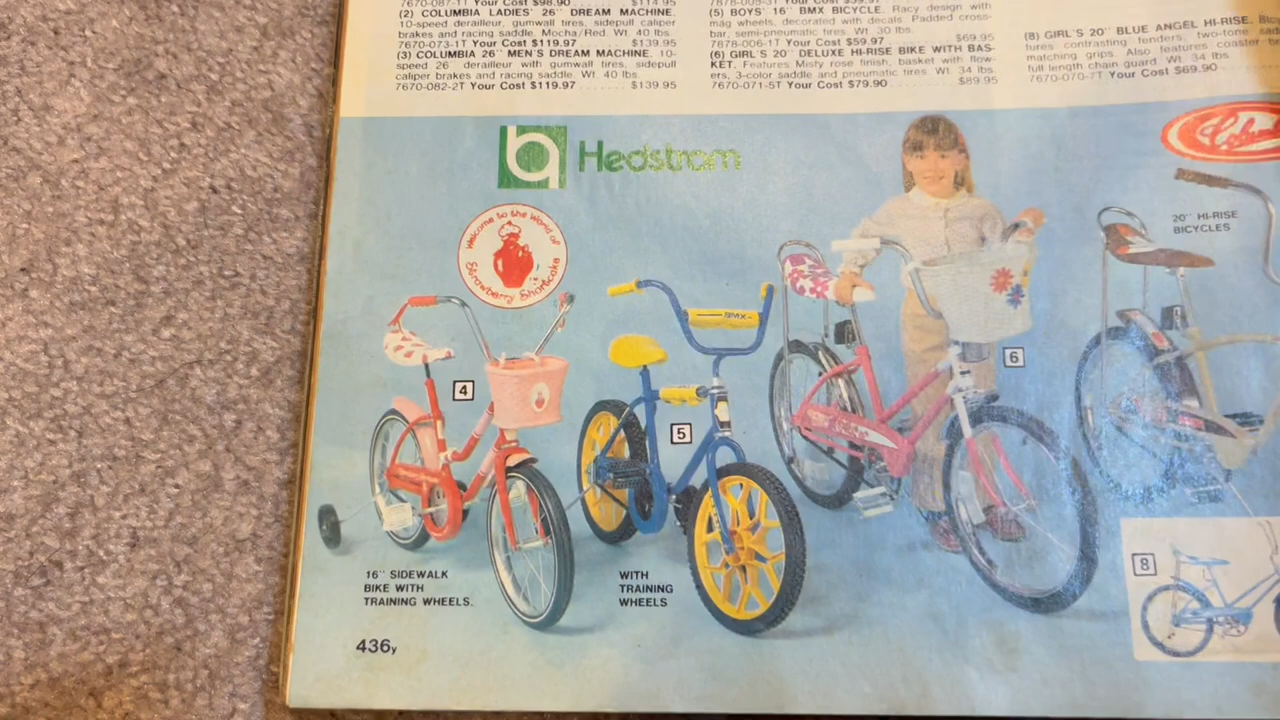 7670-087-1T Your Cost $98.90 $114.95
(2) COLUMBIA LADIES' 26" DREAM MACHINE.
10-speed derailleur, gumwall tires, sidepull caliper
brakes and racing saddle. Mocha/Red. Wt. 40 lbs.
7670-073-1T Your Cost $119.97 $139.95
(3) COLUMBIA 26" MEN'S DREAM MACHINE. 10-
speed 26" derailleur with gumwall tires, sidepull
caliper brakes and racing saddle. Wt. 40 lbs.
7670-082-2T Your Cost $119.97 $139.95
(5) BOYS' 16" BMX BICYCLE. Racy design with
mag wheels, decorated with decals. Padded cross-
bar, semi-pneumatic tires. Wt. 30 lbs.
7878-006-1T Your Cost $59.97 $69.95
(6) GIRL'S 20" DELUXE HI-RISE BIKE WITH BAS-
KET. Features Misty rose finish, basket with flow-
ers, 3-color saddle and pneumatic tires. Wt. 34 lbs.
7670-071-5T Your Cost $79.90 $89.95
(8) GIRL'S 20" BLUE ANGEL HI-RISE.
tures contrasting fenders, two-tone
matching grips. Also features coaster
full length chain guard. Wt. 34 lbs.
7670-070-7T Your Cost $69.90
Hedstrom
Welcome to the World of
Strawberry Shortcake
20" HI-RISE
BICYCLES
BMX
4
5
6
8
16" SIDEWALK
BIKE WITH
TRAINING WHEELS.
WITH
TRAINING
WHEELS
436y